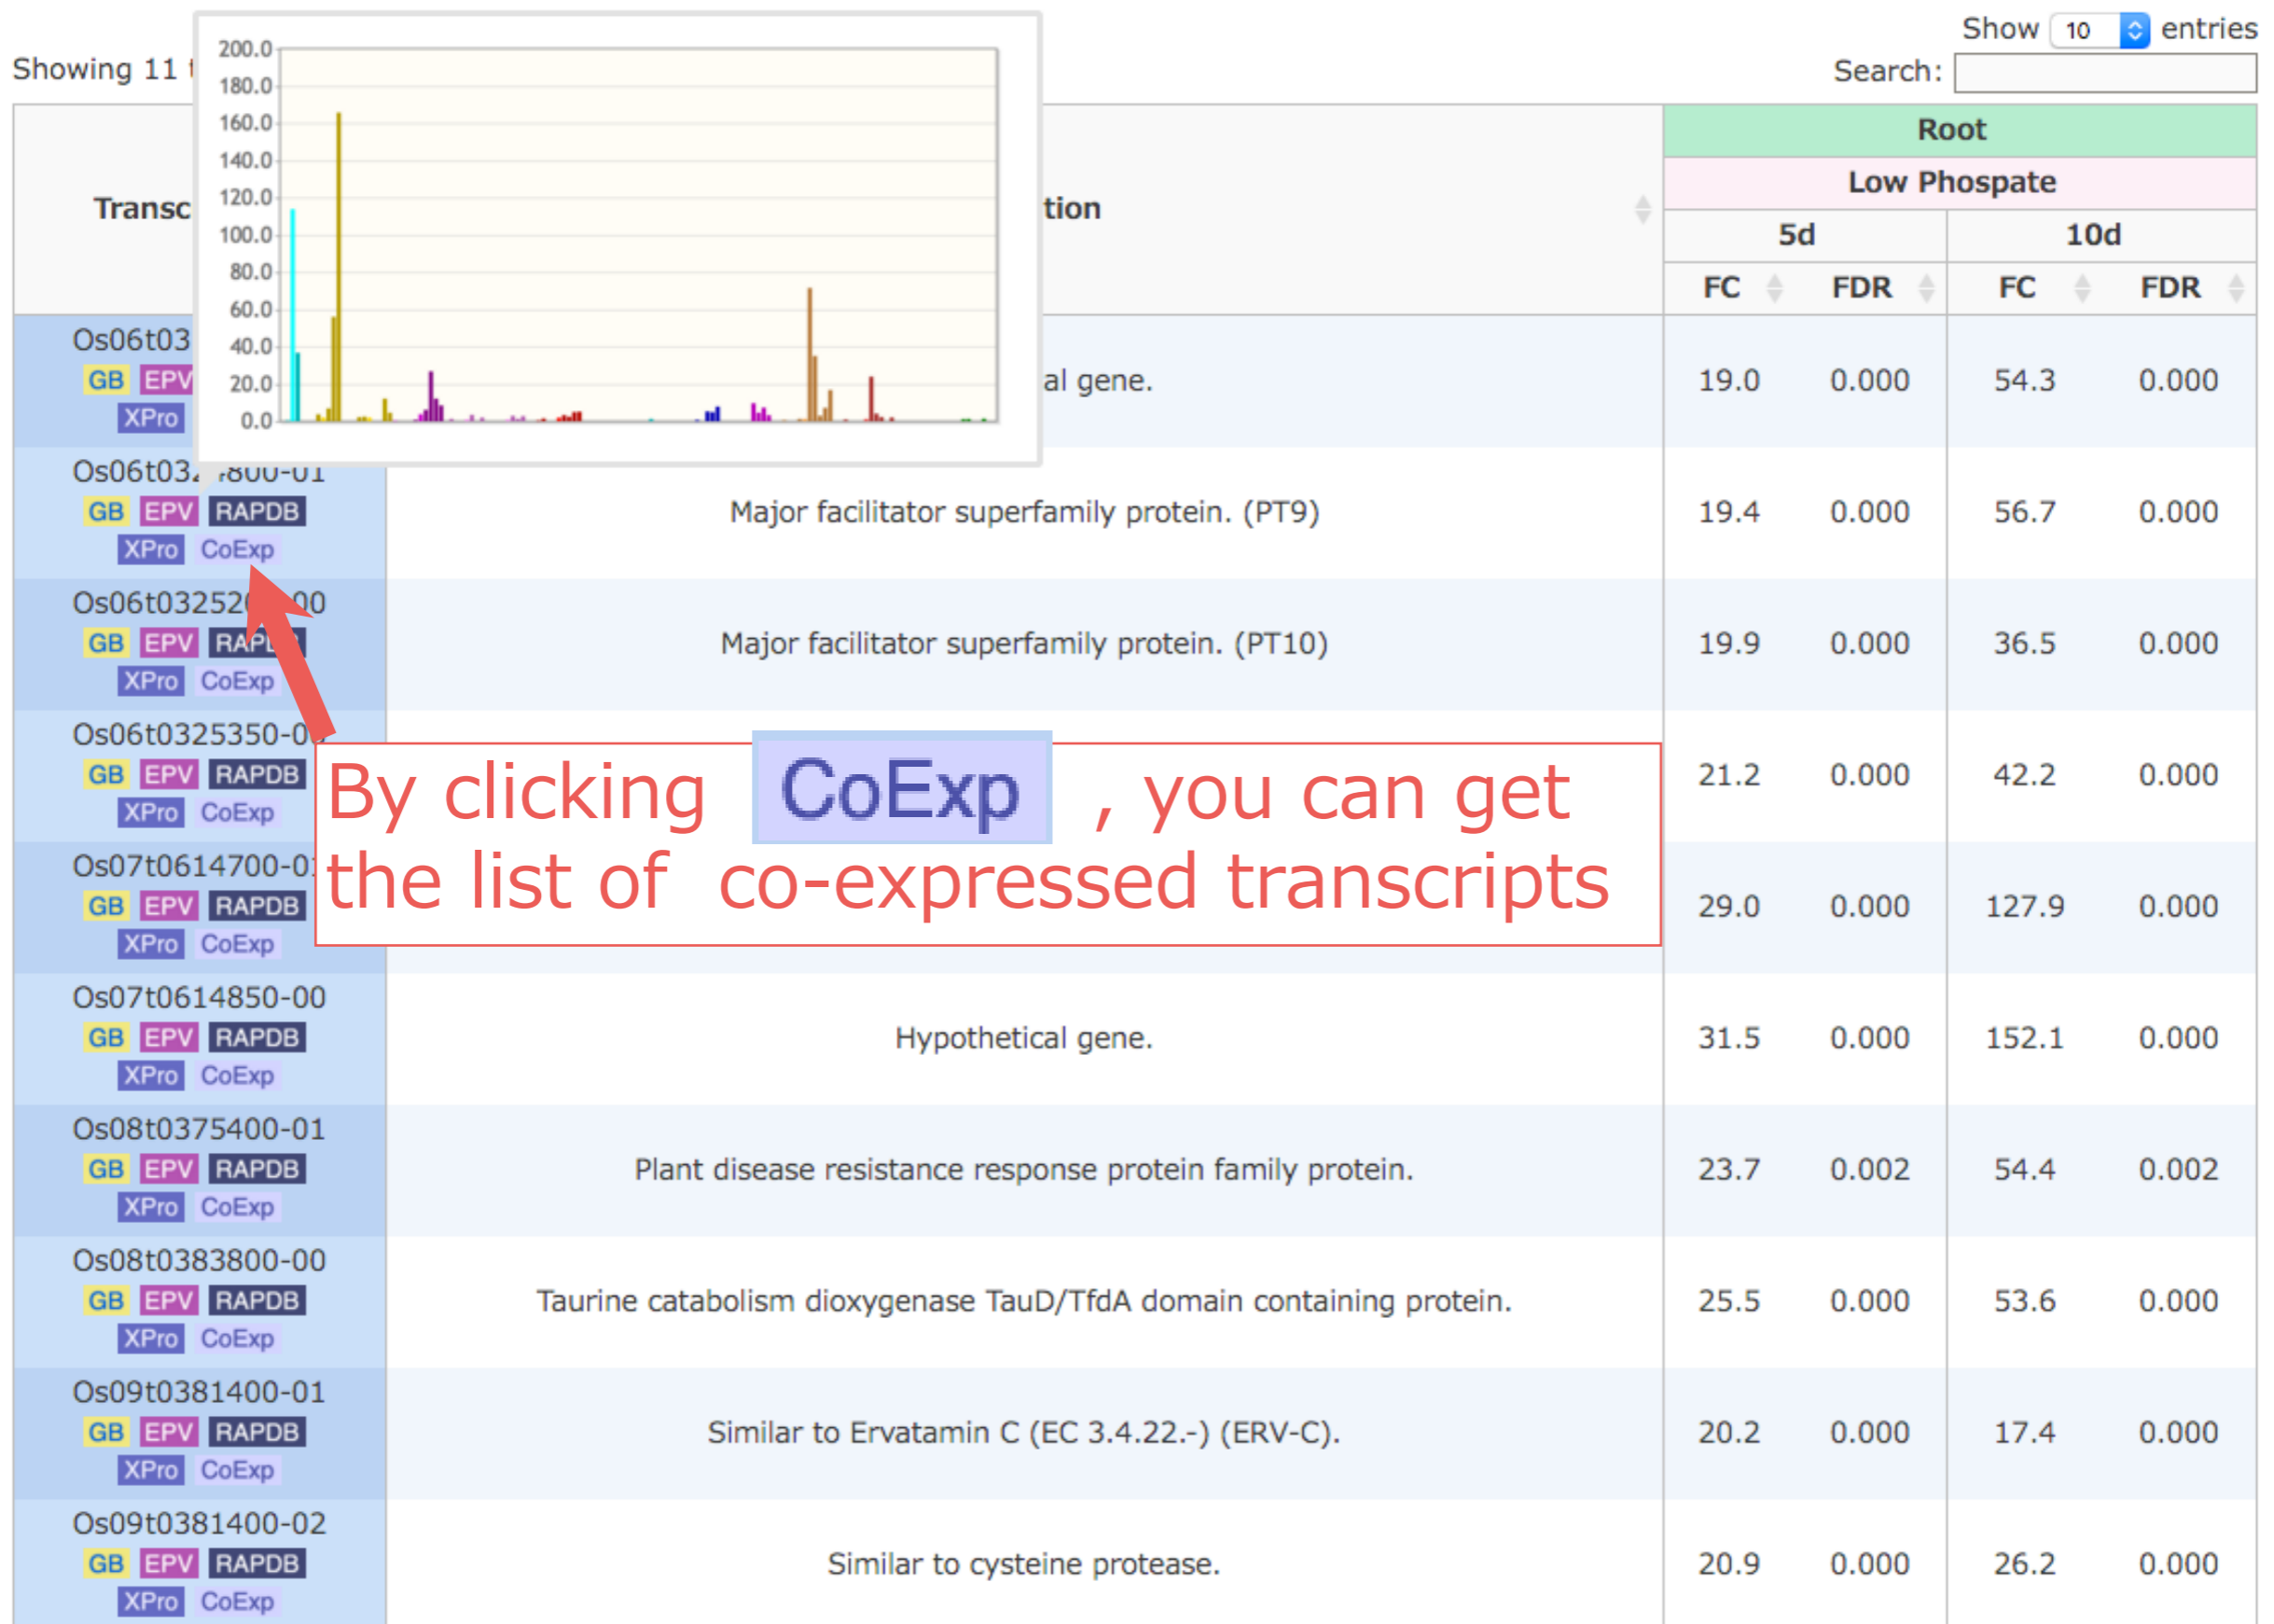 Show 10 entries
Showing 11
Search:
200.0
180.0
160.0
140.0
120.0
100.0
80.0
60.0
40.0
20.0
0.0
Transc
tion
Root
Low Phospate
5d 10d
FC FDR FC FDR
Os06t03
GB EPV
XPro
al gene. 19.0 0.000 54.3 0.000
Os06t0324800-01
GB EPV RAPDB
XPro CoExp
Major facilitator superfamily protein. (PT9) 19.4 0.000 56.7 0.000
Os06t03252 00
GB EPV RAPDB
XPro CoExp
Major facilitator superfamily protein. (PT10) 19.9 0.000 36.5 0.000
Os06t0325350-00
GB EPV RAPDB
XPro CoExp
21.2 0.000 42.2 0.000
By clicking CoExp , you can get
the list of co-expressed transcripts
Os07t0614700-01
GB EPV RAPDB
XPro CoExp
29.0 0.000 127.9 0.000
Os07t0614850-00
GB EPV RAPDB
XPro CoExp
Hypothetical gene. 31.5 0.000 152.1 0.000
Os08t0375400-01
GB EPV RAPDB
XPro CoExp
Plant disease resistance response protein family protein. 23.7 0.002 54.4 0.002
Os08t0383800-00
GB EPV RAPDB
XPro CoExp
Taurine catabolism dioxygenase TauD/TfdA domain containing protein. 25.5 0.000 53.6 0.000
Os09t0381400-01
GB EPV RAPDB
XPro CoExp
Similar to Ervatamin C (EC 3.4.22.-) (ERV-C). 20.2 0.000 17.4 0.000
Os09t0381400-02
GB EPV RAPDB
XPro CoExp
Similar to cysteine protease. 20.9 0.000 26.2 0.000